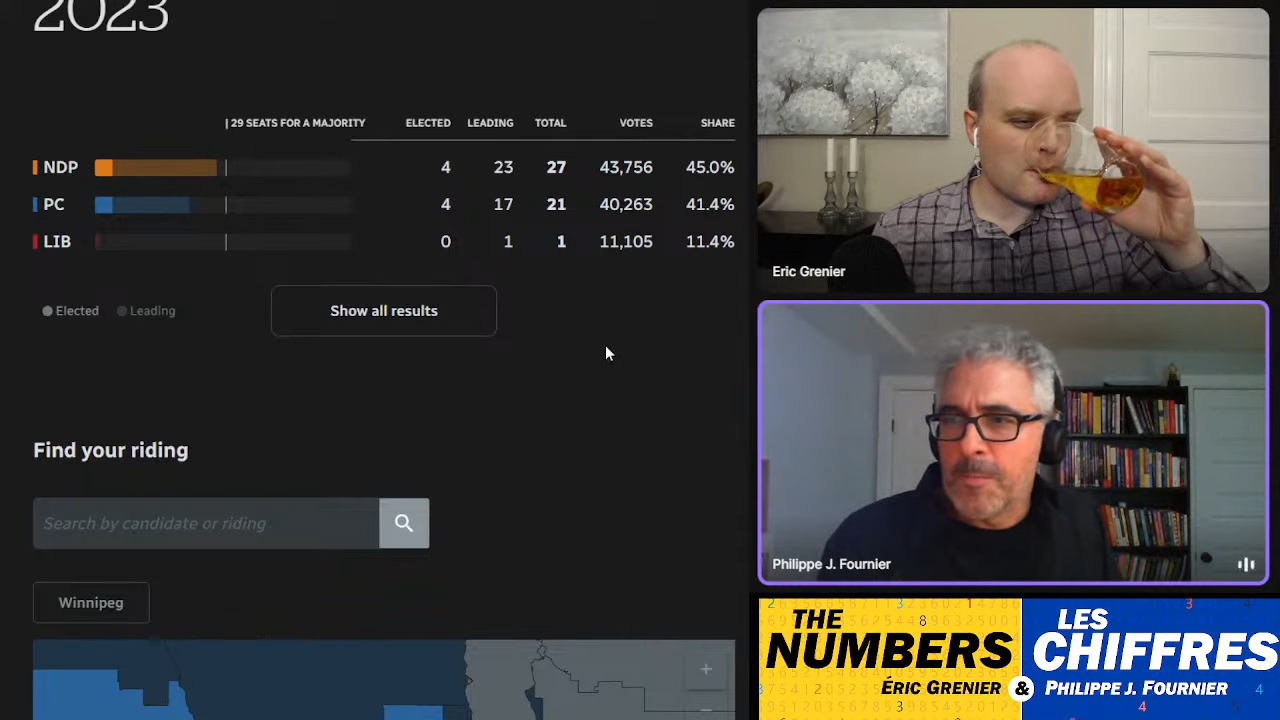 2023
| 29 SEATS FOR A MAJORITY ELECTED LEADING TOTAL VOTES SHARE
NDP 4 23 27 43,756 45.0%
PC 4 17 21 40,263 41.4%
LIB 0 1 1 11,105 11.4%
Elected Leading
Show all results
Find your riding
Search by candidate or riding
Winnipeg
+
−
Eric Grenier
Philippe J. Fournier
THE
NUMBERS
ÉRIC GRENIER
&
LES
CHIFFRES
PHILIPPE J. FOURNIER